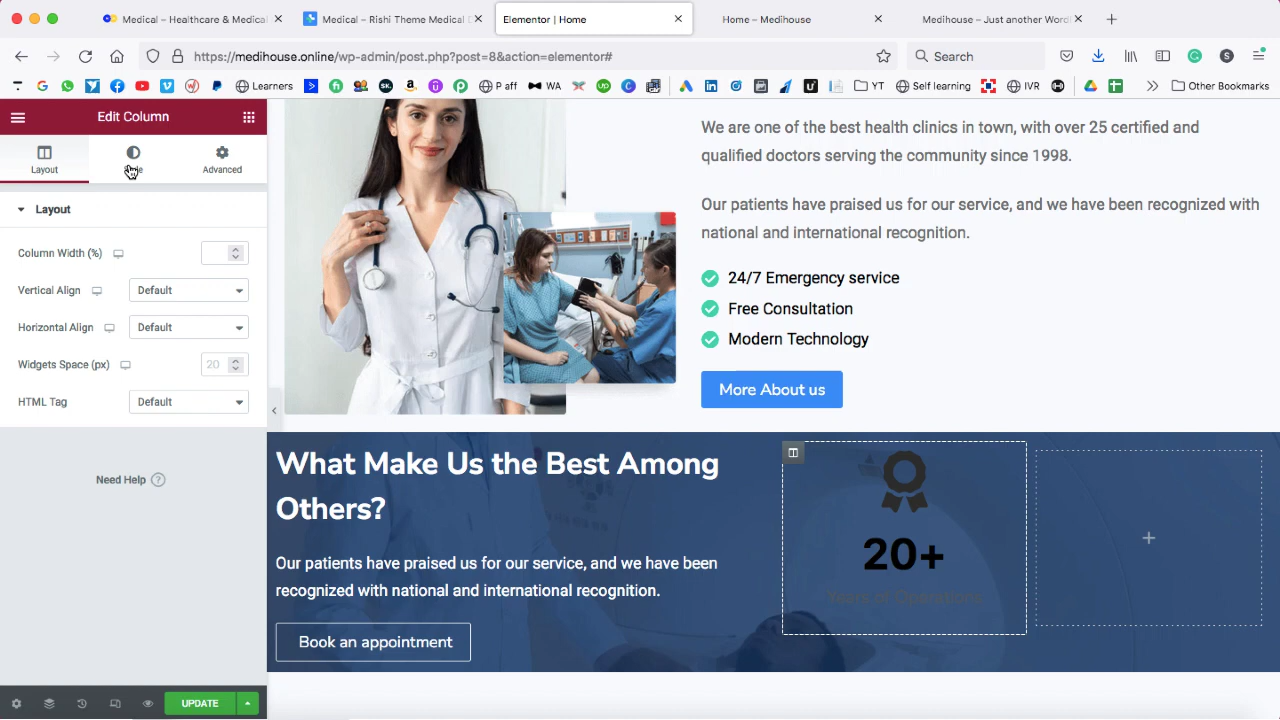 Medical – Healthcare & Medical
Medical – Rishi Theme Medical
Elementor | Home
Home – Medihouse
Medihouse – Just another Word
https://medihouse.online/wp-admin/post.php?post=8&action=elementor#
Search
S
Learners
P aff
WA
YT
Self learning
IVR
Other Bookmarks
Edit Column
Layout
Advanced
Layout
Column Width (%)
Vertical Align
Default
Horizontal Align
Default
Widgets Space (px)
20
HTML Tag
Default
Need Help
UPDATE
We are one of the best health clinics in town, with over 25 certified and
qualified doctors serving the community since 1998.
Our patients have praised us for our service, and we have been recognized with
national and international recognition.
24/7 Emergency service
Free Consultation
Modern Technology
More About us
What Make Us the Best Among
Others?
Our patients have praised us for our service, and we have been
recognized with national and international recognition.
Book an appointment
20+
Years of Operations